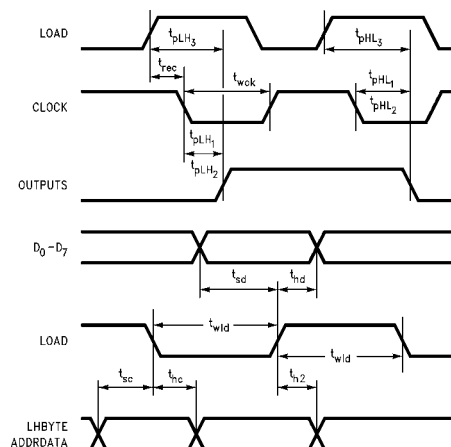 LOAD
tpLH3
tpHL3
trec
twck
tpHL1
CLOCK
tpHL2
tpLH1
tpLH2
OUTPUTS
D0–D7
tsd
thd
twld
LOAD
twld
tsc
thc
th2
LHBYTE
ADDRDATA